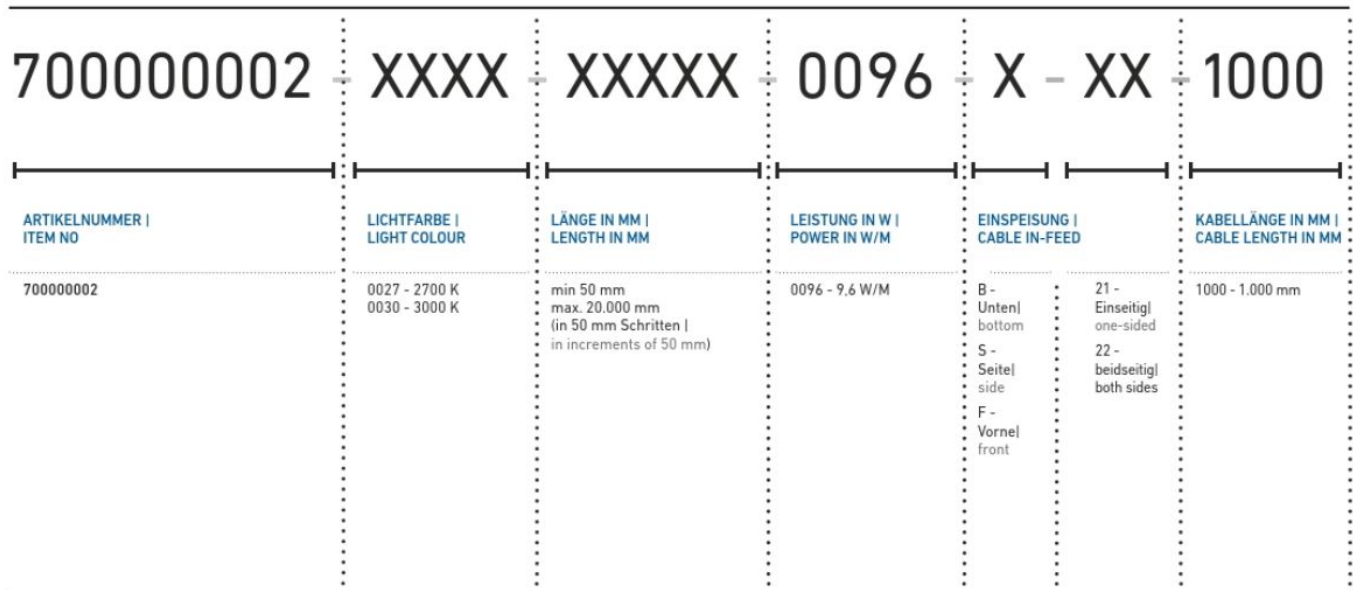 700000002 - XXXX - XXXXX - 0096 - X - XX - 1000
ARTIKELNUMMER |
ITEM NO
700000002
LICHTFARBE |
LIGHT COLOUR
0027 - 2700 K
0030 - 3000 K
LÄNGE IN MM |
LENGTH IN MM
min 50 mm
max. 20.000 mm
(in 50 mm Schritten |
in increments of 50 mm)
LEISTUNG IN W |
POWER IN W/M
0096 - 9,6 W/M
EINSPEISUNG |
CABLE IN-FEED
B -
Unten|
bottom
S -
Seite|
side
F -
Vorne|
front
21 -
Einseitig|
one-sided
22 -
beidseitig|
both sides
KABELLÄNGE IN MM |
CABLE LENGTH IN MM
1000 - 1.000 mm